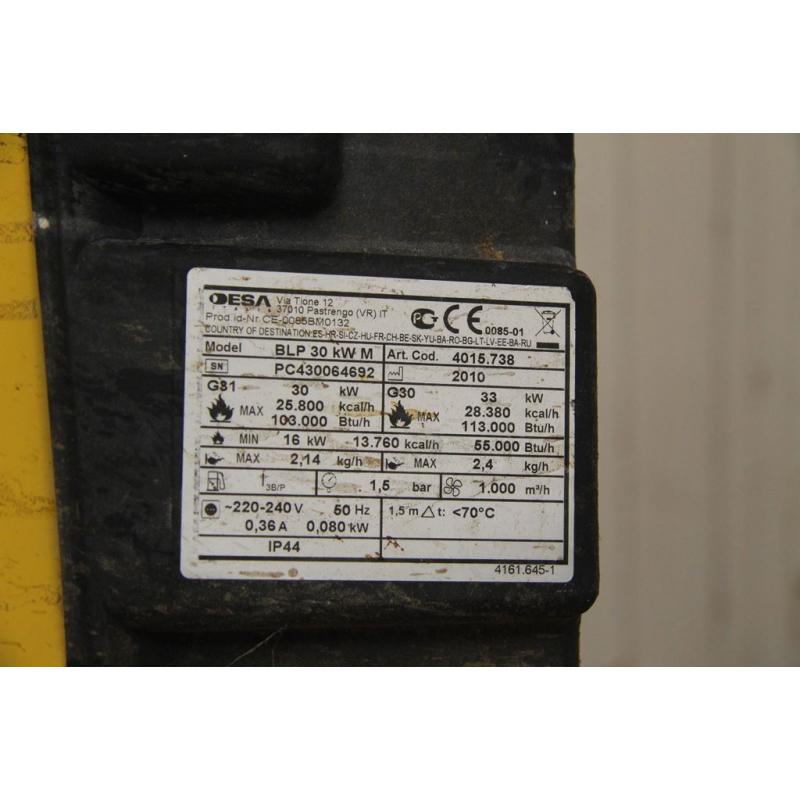 DESA Via Tione 12
ITALIA 37010 Pastrengo (VR) IT
Prod.id-Nr.CE-0085BM0132
CE 0085-01
COUNTRY OF DESTINATION:ES-HR-SI-CZ-HU-FR-CH-BE-SK-YU-BA-RO-BG-LT-LV-EE-BA-RU
Model BLP 30 kW M Art. Cod. 4015.738
SN PC430064692 2010
G31 30 kW G30 33 kW
MAX 25.800 kcal/h MAX 28.380 kcal/h
103.000 Btu/h 113.000 Btu/h
MIN 16 kW 13.760 kcal/h 55.000 Btu/h
MAX 2,14 kg/h MAX 2,4 kg/h
I 3B/P 1,5 bar 1.000 m³/h
~220-240 V 50 Hz 1,5 m △ t: <70°C
0,36 A 0,080 kW
IP44
4161.645-1